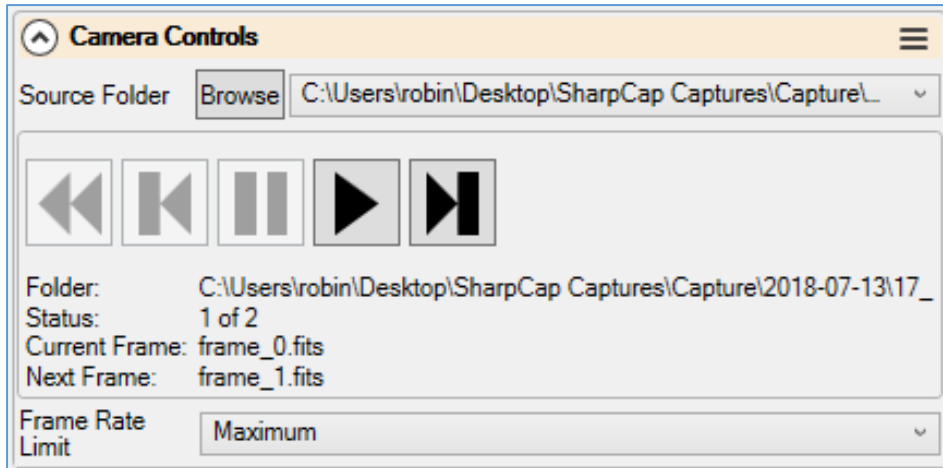 Camera Controls
Source Folder Browse C:\Users\robin\Desktop\SharpCap Captures\Capture\...
Folder: C:\Users\robin\Desktop\SharpCap Captures\Capture\2018-07-13\17_
Status: 1 of 2
Current Frame: frame_0.fits
Next Frame: frame_1.fits
Frame Rate
Limit
Maximum